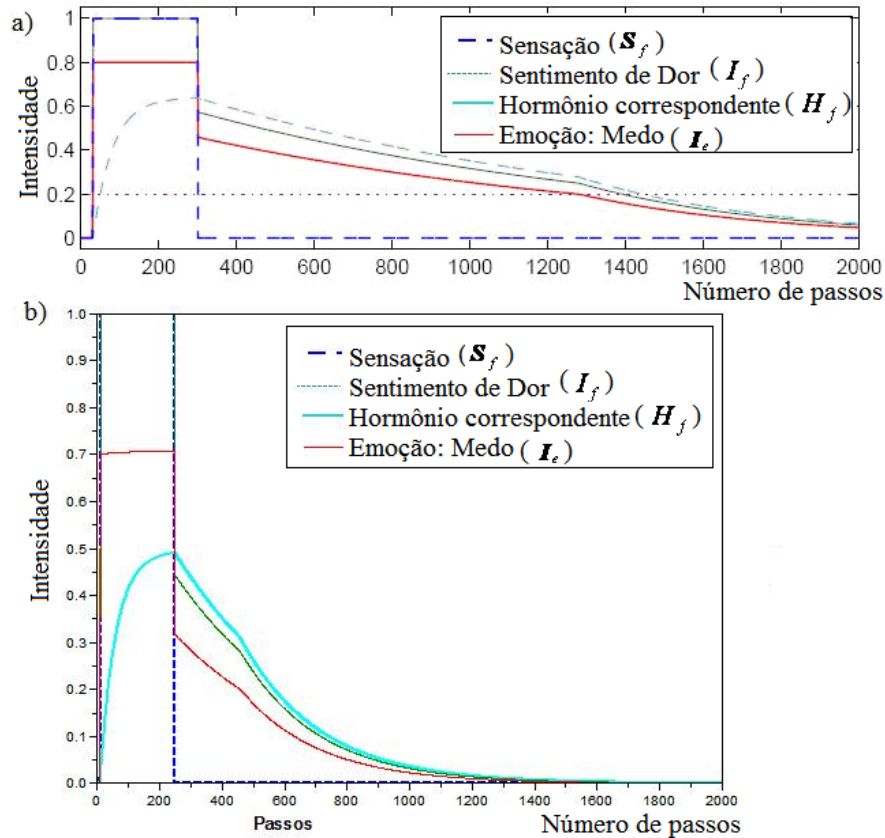 a)
1
0.8
0.6
0.4
0.2
0
Intensidade
Sensação (S_f)
Sentimento de Dor (I_f)
Hormônio correspondente (H_f)
Emoção: Medo (I_e)
0 200 400 600 800 1000 1200 1400 1600 1800 2000
Número de passos
b)
1.0
0.9
0.8
0.7
0.6
0.5
0.4
0.3
0.2
0.1
0.0
Intensidade
Sensação (S_f)
Sentimento de Dor (I_f)
Hormônio correspondente (H_f)
Emoção: Medo (I_e)
0 200 400 600 800 1000 1200 1400 1600 1800 2000
Passos Número de passos